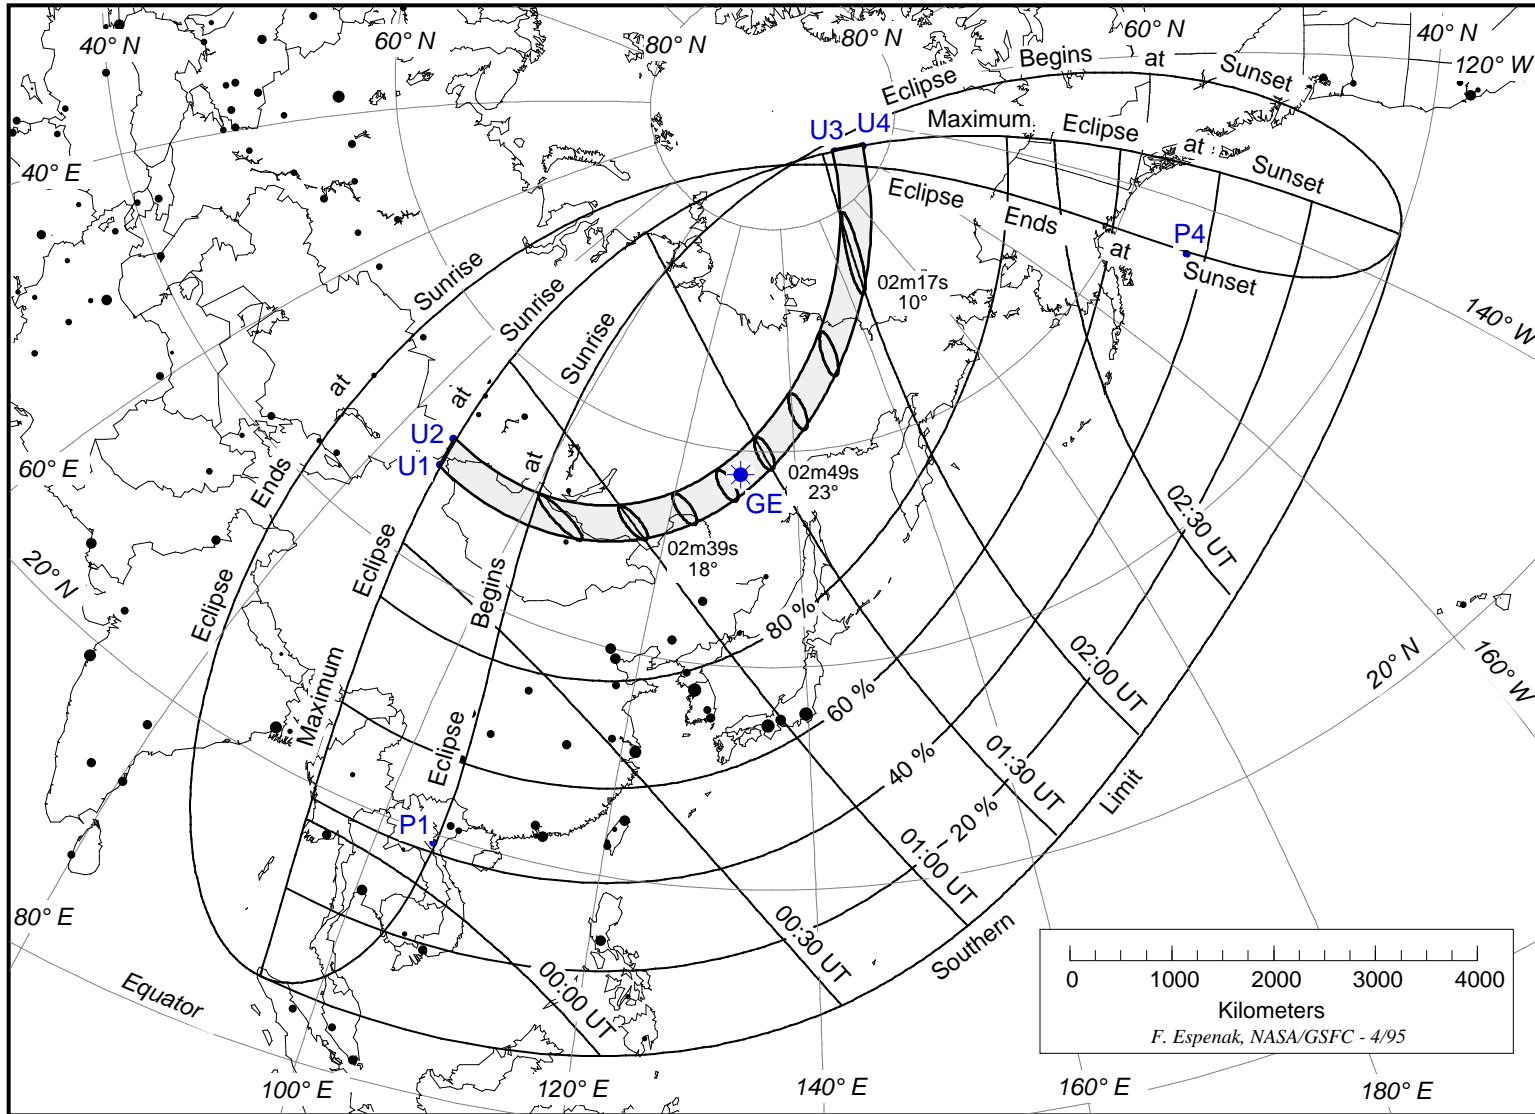 40° N
60° N
80° N
80° N
60° N
40° N
120° W
Eclipse Begins at Sunset
U3 U4
Maximum Eclipse at Sunset
40° E
Eclipse Ends at Sunset
P4
140° W
02m17s
10°
Eclipse Ends at Sunrise
Maximum Eclipse at Sunrise
Eclipse Begins at Sunrise
U2
U1
60° E
02m49s
23°
GE
02m39s
18°
02:30 UT
20° N
80 %
60 %
40 %
20 %
02:00 UT
20° N
160° W
01:30 UT
01:00 UT
00:30 UT
00:00 UT
Southern Limit
P1
80° E
Equator
0 1000 2000 3000 4000
Kilometers
F. Espenak, NASA/GSFC - 4/95
100° E
120° E
140° E
160° E
180° E